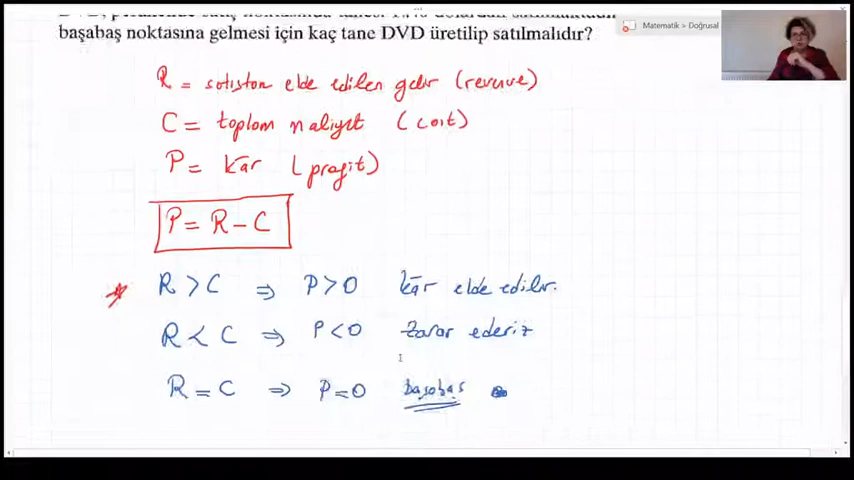 başabaş noktasına gelmesi için kaç tane DVD üretilip satılmalıdır?
Matematik > Doğrusal
R = satıştan elde edilen gelir (revenue)
C = toplam maliyet (cost)
P = kâr (profit)
P = R - C
R > C ⇒ P > 0 kâr elde edilir.
R < C ⇒ P < 0 zarar ederiz
R = C ⇒ P = 0 başabaş